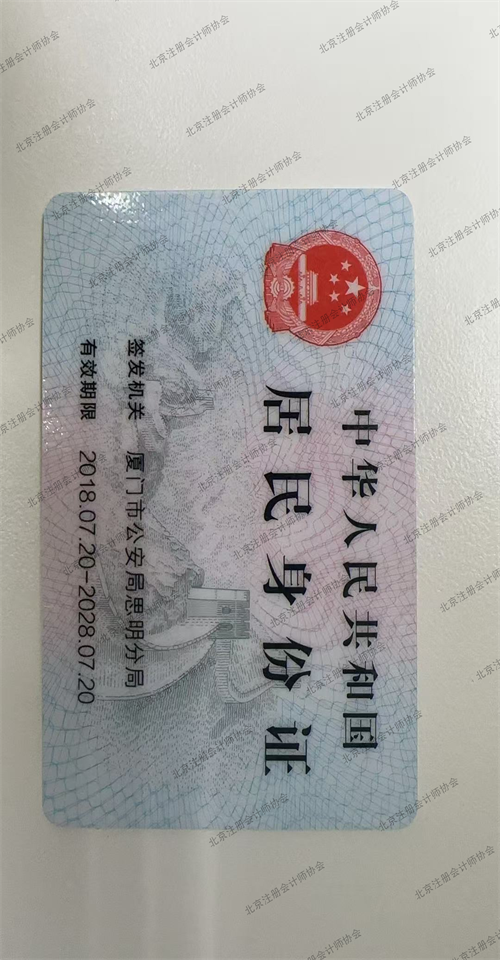 中华人民共和国
居民身份证
签发机关 厦门市公安局思明分局
有效期限 2018.07.20-2028.07.20
北京注册会计师协会